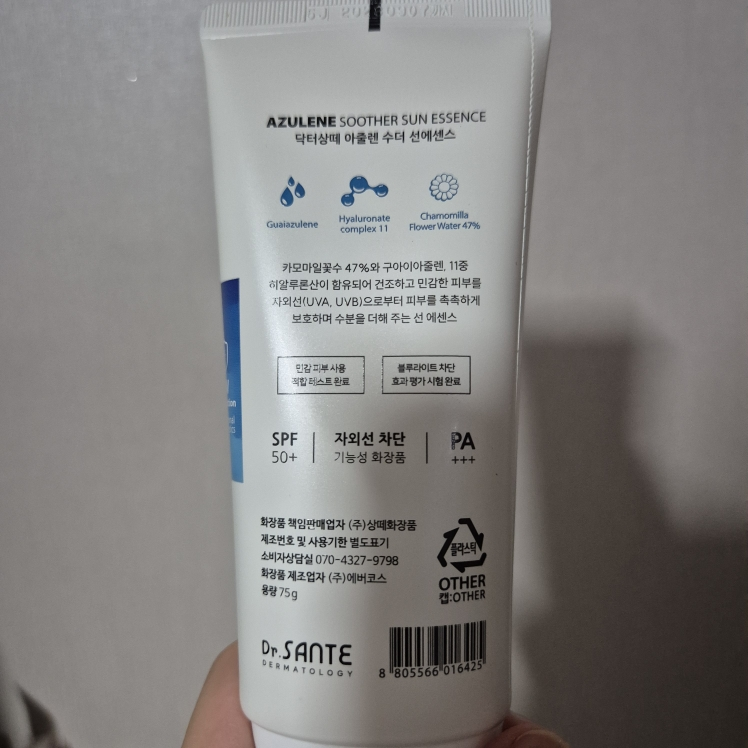 AZULENE SOOTHER SUN ESSENCE
닥터상떼 아줄렌 수더 선에센스
Guaiazulene
Hyaluronate
complex 11
Chamomilla
Flower Water 47%
카모마일꽃수 47%와 구아이아줄렌, 11중
히알루론산이 함유되어 건조하고 민감한 피부를
자외선(UVA, UVB)으로부터 피부를 촉촉하게
보호하며 수분을 더해 주는 선 에센스
민감 피부 사용
적합 테스트 완료
블루라이트 차단
효과 평가 시험 완료
SPF
50+
자외선 차단
기능성 화장품
PA
+++
화장품 책임판매업자 (주)상떼화장품
제조번호 및 사용기한 별도표기
소비자상담실 070-4327-9798
화장품 제조업자 (주)에버코스
용량 75g
플라스틱
OTHER
캡:OTHER
Dr.SANTE
DERMATOLOGY
8 805566 016425